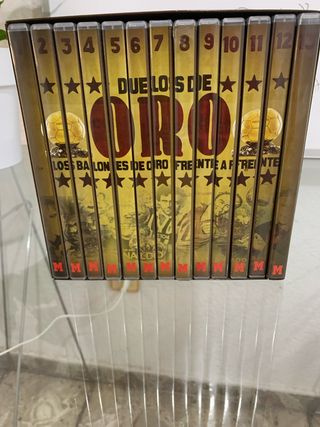 2 3 4 5 6 7 8 9 10 11 12 13
DUELOS DE
ORO
LOS BALONES DE ORO FRENTE A FRENTE
M M M M M M M M M M M M